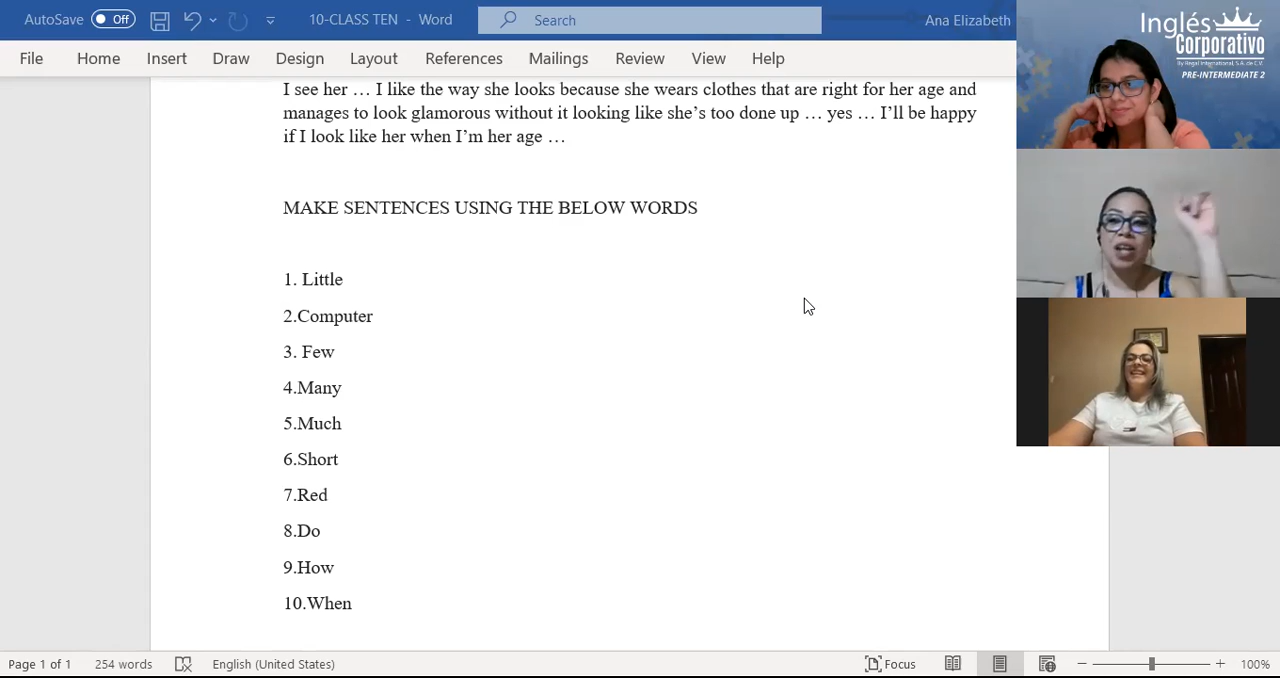 AutoSave Off 10-CLASS TEN - Word Search Ana Elizabeth
File Home Insert Draw Design Layout References Mailings Review View Help
Inglés
Corporativo
By Regal International, S.A. de C.V.
PRE-INTERMEDIATE 2
I see her … I like the way she looks because she wears clothes that are right for her age and
manages to look glamorous without it looking like she’s too done up … yes … I’ll be happy
if I look like her when I’m her age …
MAKE SENTENCES USING THE BELOW WORDS
1. Little
2.Computer
3. Few
4.Many
5.Much
6.Short
7.Red
8.Do
9.How
10.When
Page 1 of 1 254 words English (United States) Focus 100%